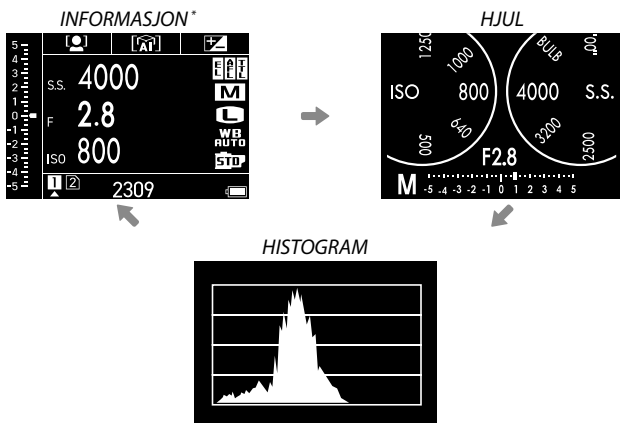 INFORMASJON*
5
4
3
2
1
0
-1
-2
-3
-4
-5
AI
S.S. 4000
F 2.8
ISO 800
M
L
WB
AUTO
STD
1 2
2309
HJUL
1250 1000 BULB
ISO 800 4000 S.S.
500 640 3200 2500
F2.8
M -5 -4 -3 -2 -1 0 1 2 3 4 5
HISTOGRAM